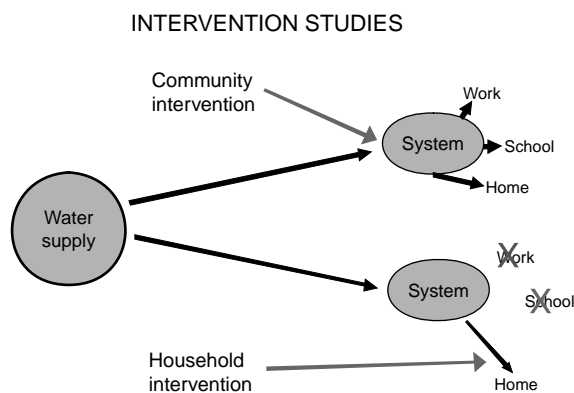 INTERVENTION STUDIES
Community
intervention
Work
System
School
Home
Water
supply
Work
System
School
Household
intervention
Home